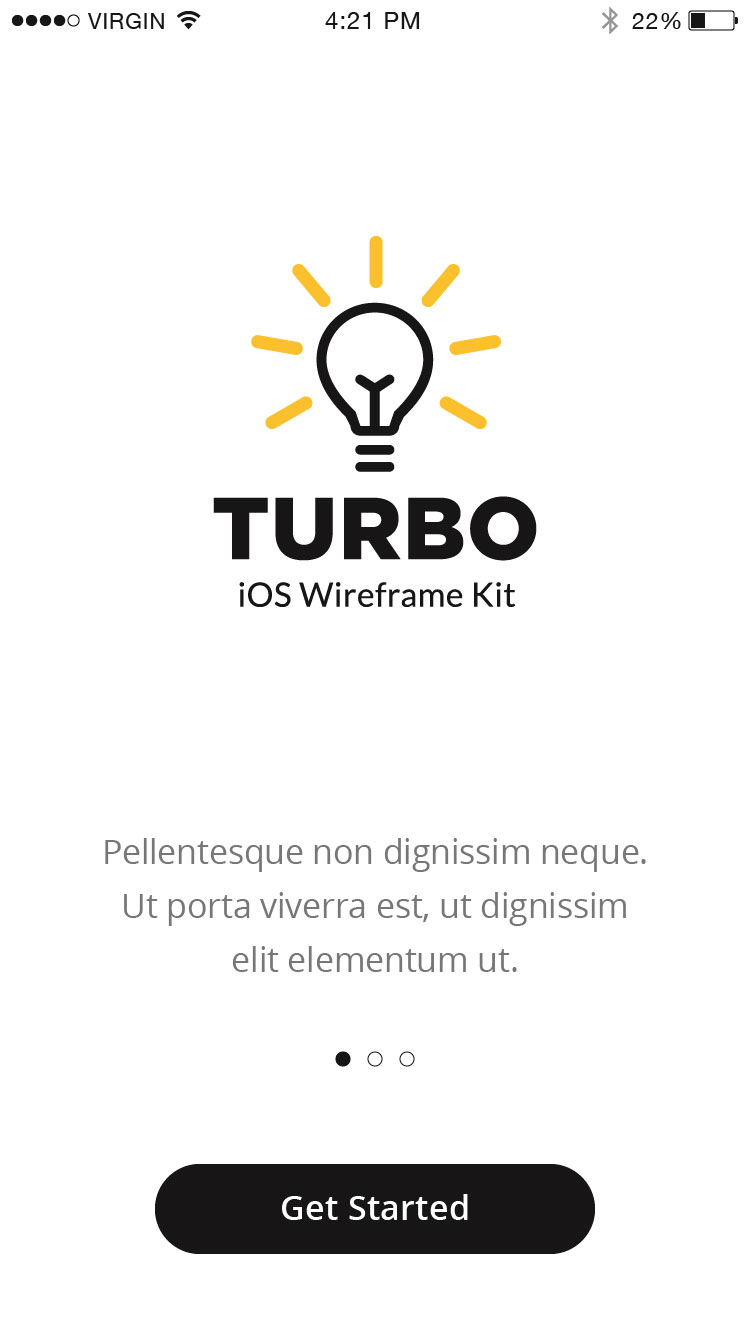 VIRGIN 4:21 PM 22%
TURBO
iOS Wireframe Kit
Pellentesque non dignissim neque.
Ut porta viverra est, ut dignissim
elit elementum ut.
Get Started